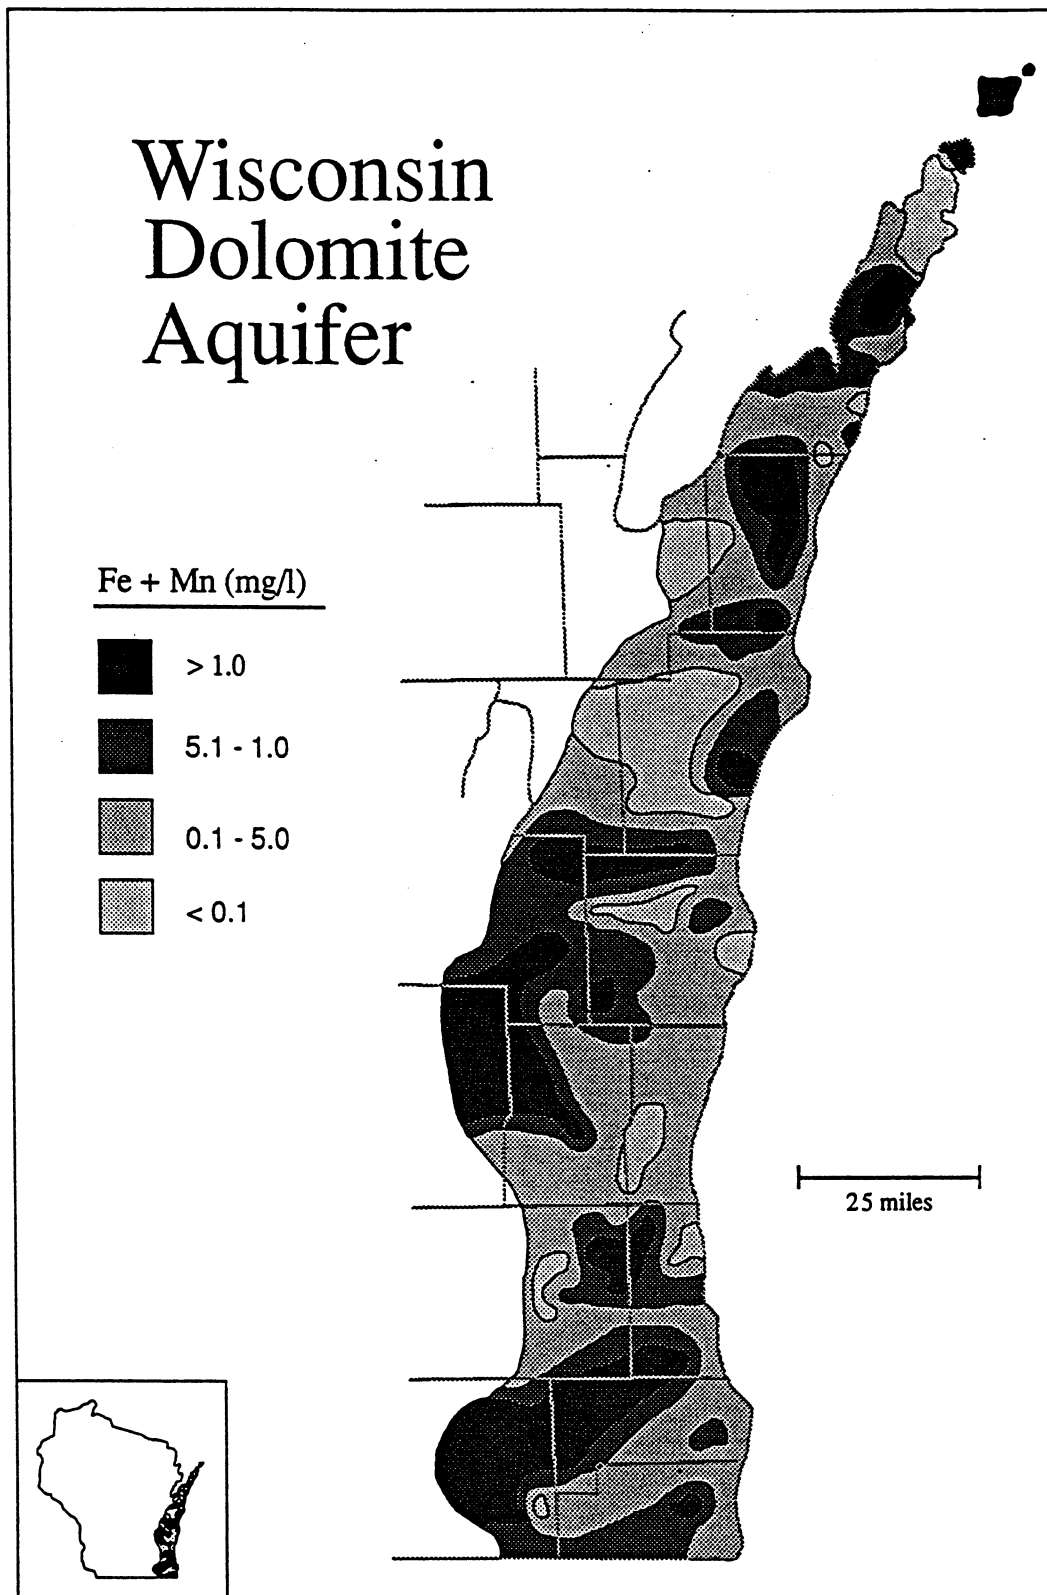 Wisconsin
Dolomite
Aquifer
Fe + Mn (mg/l)
> 1.0
5.1 - 1.0
0.1 - 5.0
< 0.1
25 miles